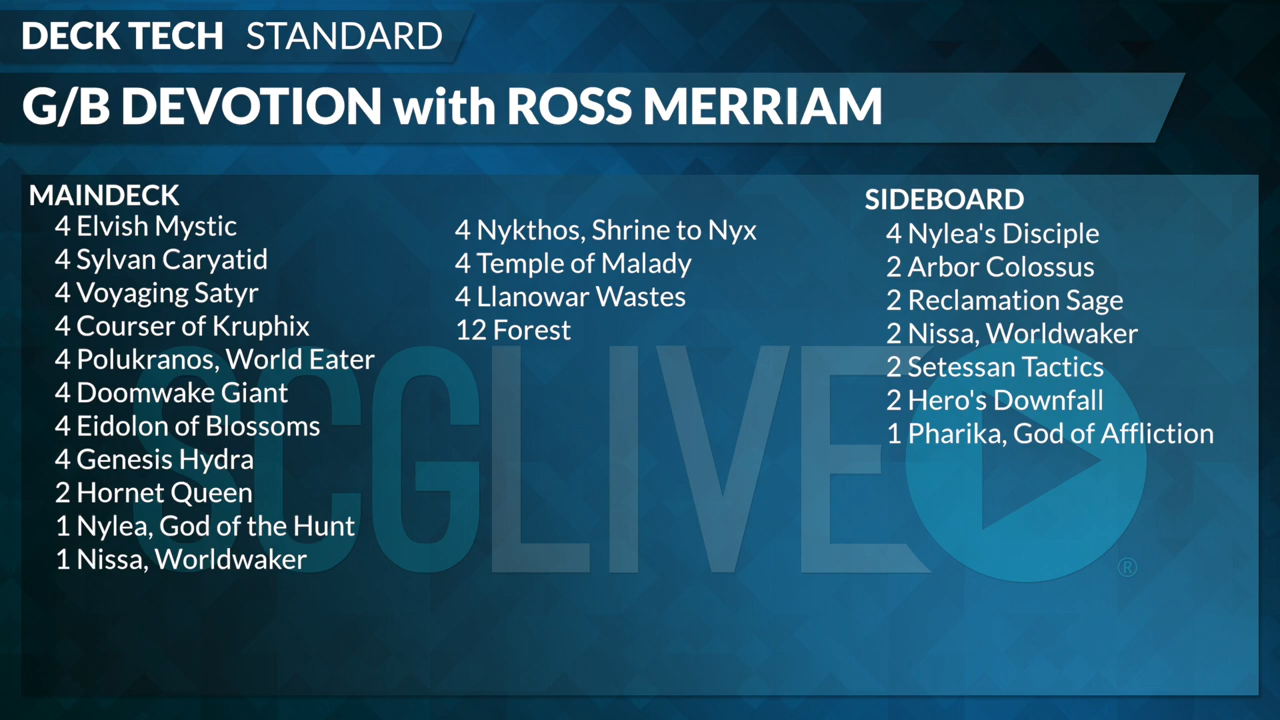 DECK TECH STANDARD
G/B DEVOTION with ROSS MERRIAM
MAINDECK
4 Elvish Mystic
4 Sylvan Caryatid
4 Voyaging Satyr
4 Courser of Kruphix
4 Polukranos, World Eater
4 Doomwake Giant
4 Eidolon of Blossoms
4 Genesis Hydra
2 Hornet Queen
1 Nylea, God of the Hunt
1 Nissa, Worldwaker
4 Nykthos, Shrine to Nyx
4 Temple of Malady
4 Llanowar Wastes
12 Forest
SIDEBOARD
4 Nylea's Disciple
2 Arbor Colossus
2 Reclamation Sage
2 Nissa, Worldwaker
2 Setessan Tactics
2 Hero's Downfall
1 Pharika, God of Affliction
SCGLIVE ®